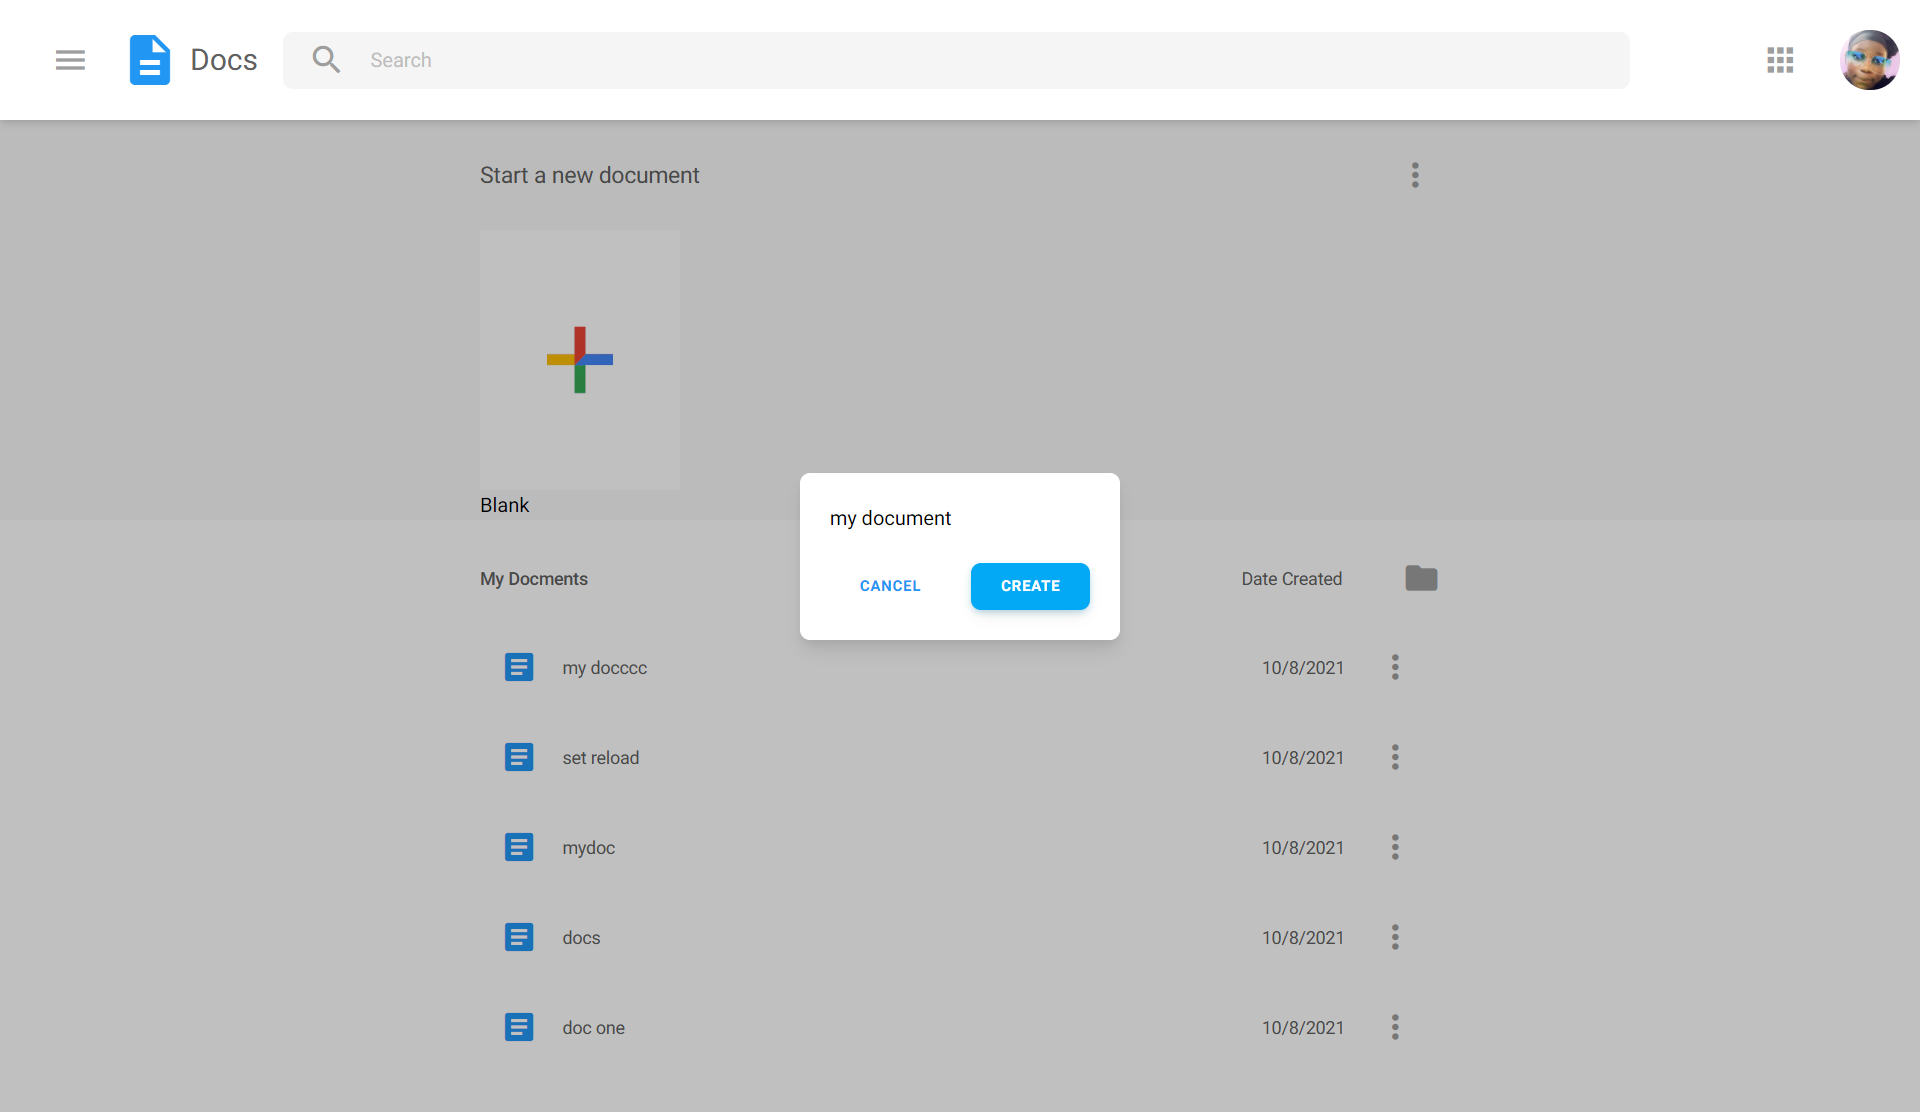 Docs
Search
Start a new document
Blank
my document
CANCEL CREATE
My Docments Date Created
my docccc 10/8/2021
set reload 10/8/2021
mydoc 10/8/2021
docs 10/8/2021
doc one 10/8/2021